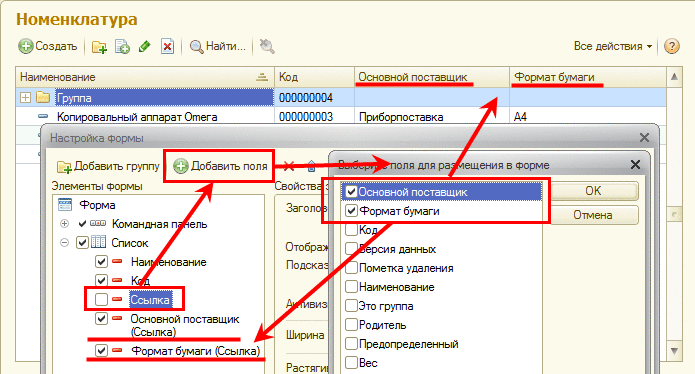 Номенклатура
Создать
Найти...
Все действия
Наименование Код Основной поставщик Формат бумаги
Группа 000000004
Копировальный аппарат Omega 000000003 Приборпоставка А4
Настройка формы
Добавить группу Добавить поля
Выберите поля для размещения в форме
Элементы формы
Свойства
Форма
Командная панель
Список
Наименование
Код
Ссылка
Основной поставщик
(Ссылка)
Формат бумаги (Ссылка)
Заголо
Отображ
Подсказ
Активиз
Ширина
Растяги
Основной поставщик
Формат бумаги
Код
Версия данных
Пометка удаления
Наименование
Это группа
Родитель
Предопределенный
Вес
OK
Отмена